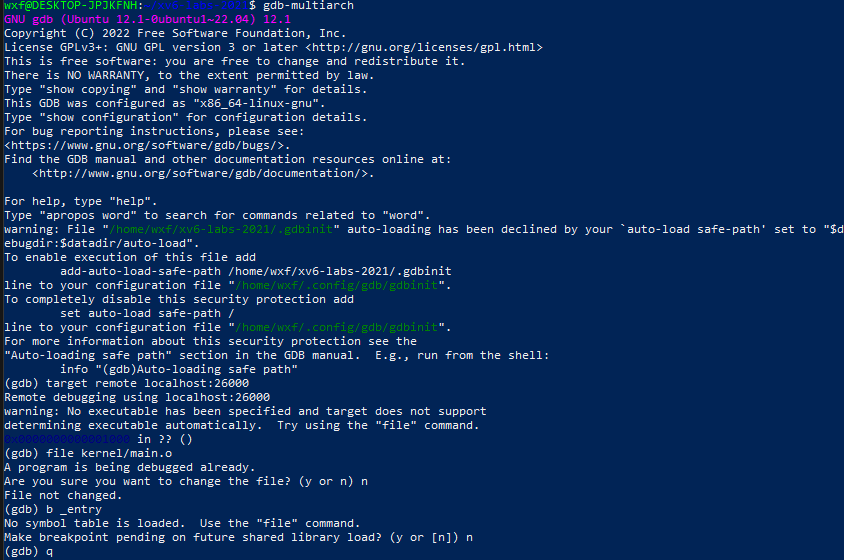 wxf@DESKTOP-JPJKFNH:~/xv6-labs-2021$ gdb-multiarch
GNU gdb (Ubuntu 12.1-0ubuntu1~22.04) 12.1
Copyright (C) 2022 Free Software Foundation, Inc.
License GPLv3+: GNU GPL version 3 or later <http://gnu.org/licenses/gpl.html>
This is free software: you are free to change and redistribute it.
There is NO WARRANTY, to the extent permitted by law.
Type "show copying" and "show warranty" for details.
This GDB was configured as "x86_64-linux-gnu".
Type "show configuration" for configuration details.
For bug reporting instructions, please see:
<https://www.gnu.org/software/gdb/bugs/>.
Find the GDB manual and other documentation resources online at:
    <http://www.gnu.org/software/gdb/documentation/>.
For help, type "help".
Type "apropos word" to search for commands related to "word".
warning: File "/home/wxf/xv6-labs-2021/.gdbinit" auto-loading has been declined by your `auto-load safe-path' set to "$d
ebugdir:$datadir/auto-load".
To enable execution of this file add
        add-auto-load-safe-path /home/wxf/xv6-labs-2021/.gdbinit
line to your configuration file "/home/wxf/.config/gdb/gdbinit".
To completely disable this security protection add
        set auto-load safe-path /
line to your configuration file "/home/wxf/.config/gdb/gdbinit".
For more information about this security protection see the
"Auto-loading safe path" section in the GDB manual.  E.g., run from the shell:
        info "(gdb)Auto-loading safe path"
(gdb) target remote localhost:26000
Remote debugging using localhost:26000
warning: No executable has been specified and target does not support
determining executable automatically.  Try using the "file" command.
0x0000000000001000 in ?? ()
(gdb) file kernel/main.o
A program is being debugged already.
Are you sure you want to change the file? (y or n) n
File not changed.
(gdb) b _entry
No symbol table is loaded.  Use the "file" command.
Make breakpoint pending on future shared library load? (y or [n]) n
(gdb) q